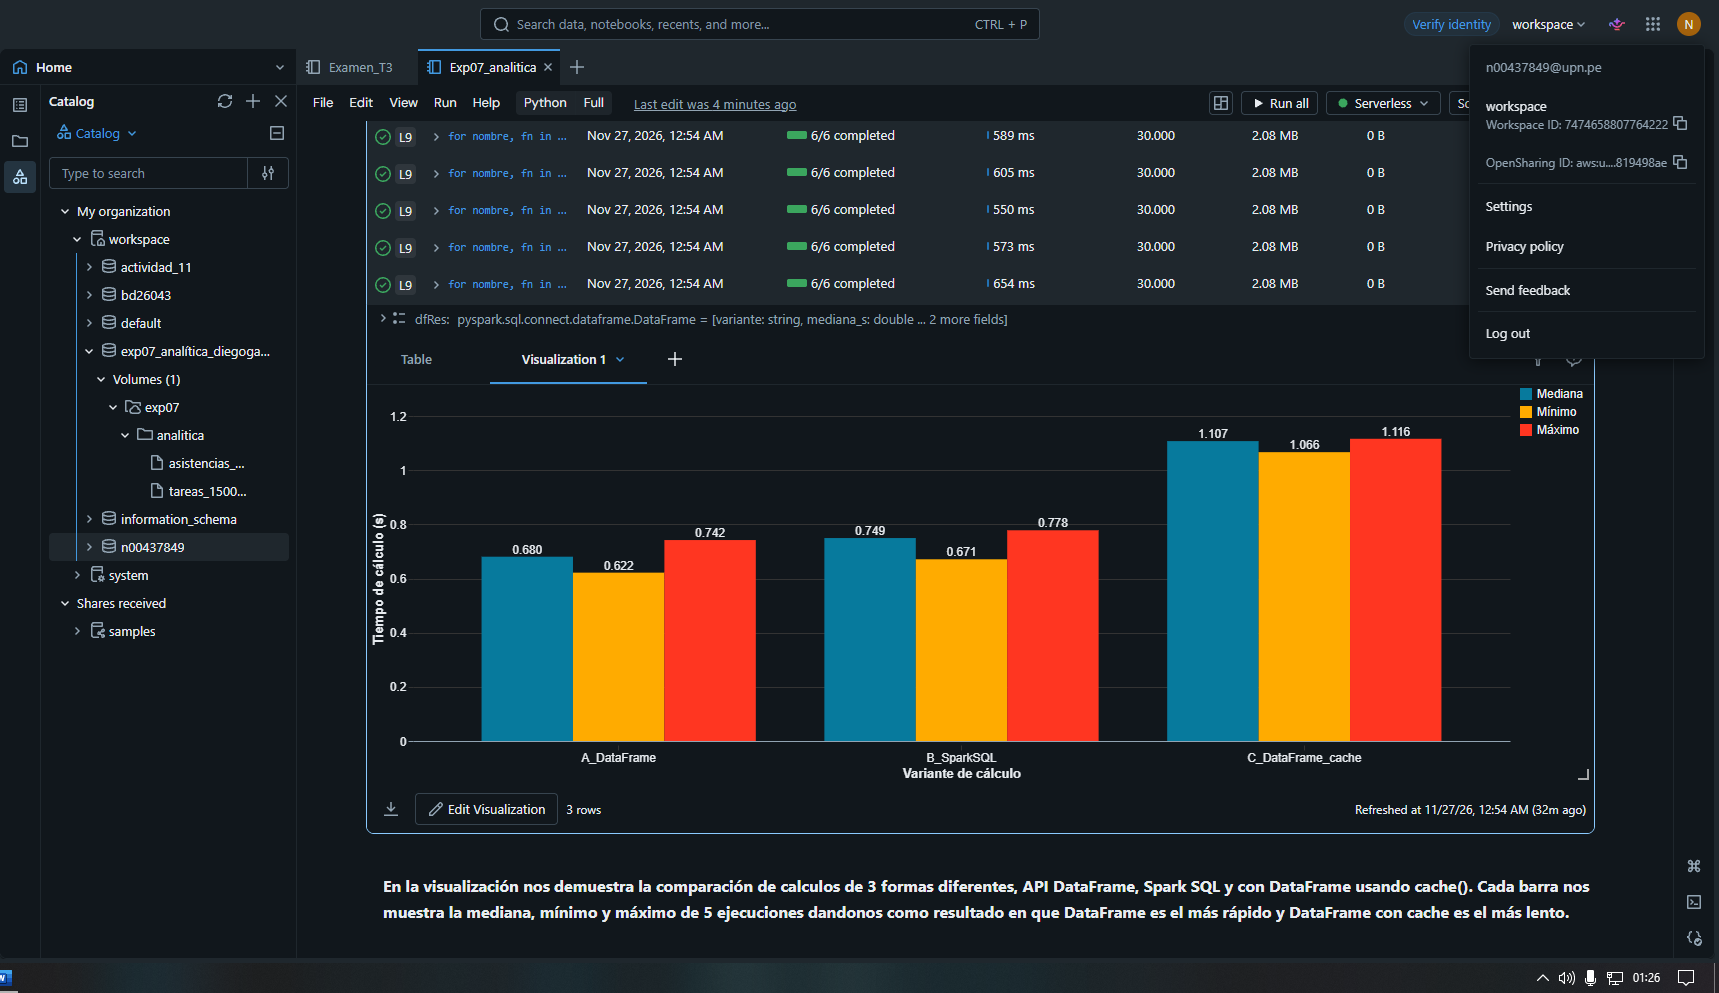 Search data, notebooks, recents, and more... CTRL + P
Verify identity workspace N
Home
Examen_T3 Exp07_analitica
n00437849@upn.pe
workspace
Workspace ID: 7474658807764222
OpenSharing ID: aws:u....819498ae
Settings
Privacy policy
Send feedback
Log out
Catalog
Catalog
Type to search
My organization
workspace
actividad_11
bd26043
default
exp07_analítica_diegoga...
Volumes (1)
exp07
analitica
asistencias_...
tareas_1500...
information_schema
n00437849
system
Shares received
samples
File Edit View Run Help Python Full Last edit was 4 minutes ago Run all Serverless Sc
L9 for nombre, fn in ... Nov 27, 2026, 12:54 AM 6/6 completed 589 ms 30.000 2.08 MB 0 B
L9 for nombre, fn in ... Nov 27, 2026, 12:54 AM 6/6 completed 605 ms 30.000 2.08 MB 0 B
L9 for nombre, fn in ... Nov 27, 2026, 12:54 AM 6/6 completed 550 ms 30.000 2.08 MB 0 B
L9 for nombre, fn in ... Nov 27, 2026, 12:54 AM 6/6 completed 573 ms 30.000 2.08 MB 0 B
L9 for nombre, fn in ... Nov 27, 2026, 12:54 AM 6/6 completed 654 ms 30.000 2.08 MB 0 B
dfRes: pyspark.sql.connect.dataframe.DataFrame = [variante: string, mediana_s: double ... 2 more fields]
Table Visualization 1
Mediana
Mínimo
Máximo
1.2
1
0.8
0.6
0.4
0.2
0
Tiempo de cálculo (s)
0.680 0.622 0.742
0.749 0.671 0.778
1.107 1.066 1.116
A_DataFrame B_SparkSQL C_DataFrame_cache
Variante de cálculo
Edit Visualization 3 rows Refreshed at 11/27/26, 12:54 AM (32m ago)
En la visualización nos demuestra la comparación de calculos de 3 formas diferentes, API DataFrame, Spark SQL y con DataFrame usando cache(). Cada barra nos
muestra la mediana, mínimo y máximo de 5 ejecuciones dandonos como resultado en que DataFrame es el más rápido y DataFrame con cache es el más lento.
01:26